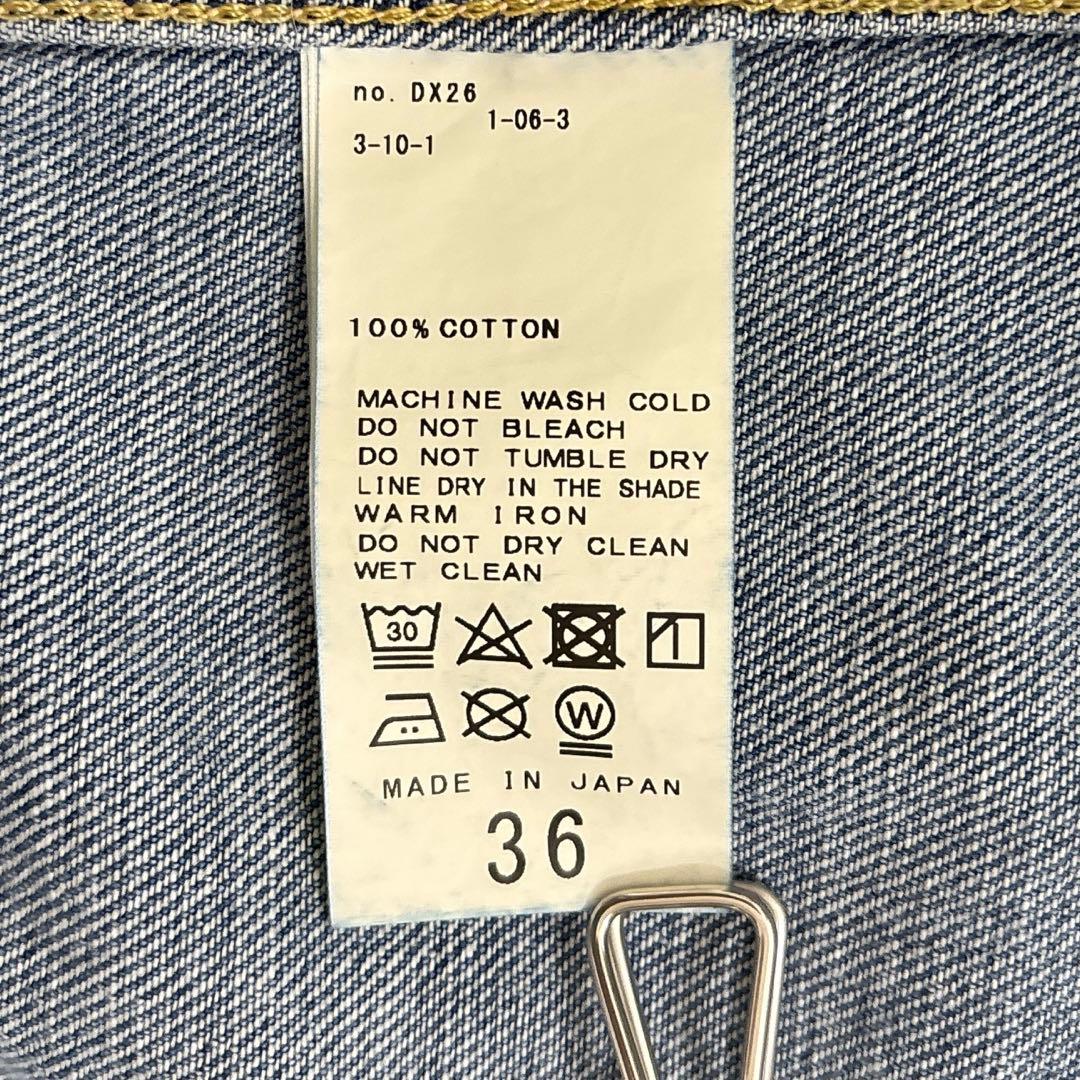 no. DX26
1-06-3
3-10-1
100% COTTON
MACHINE WASH COLD
DO NOT BLEACH
DO NOT TUMBLE DRY
LINE DRY IN THE SHADE
WARM IRON
DO NOT DRY CLEAN
WET CLEAN
30
W
MADE IN JAPAN
36